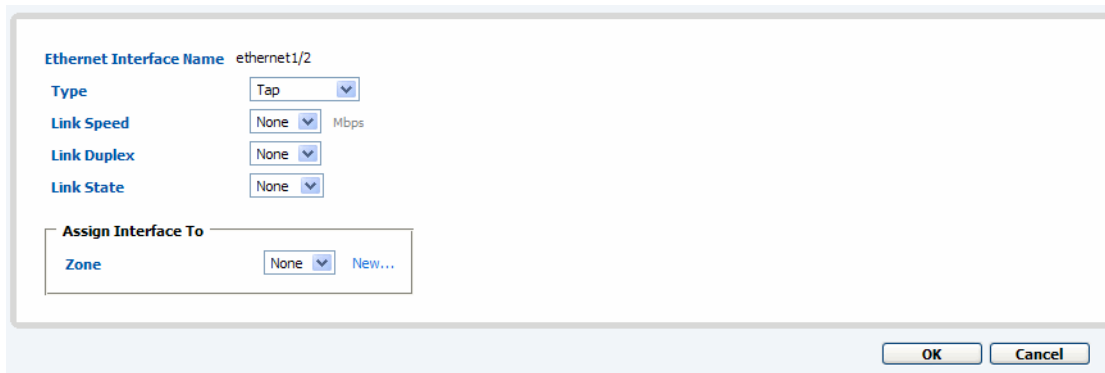 Ethernet Interface Name ethernet1/2
Type Tap
Link Speed None Mbps
Link Duplex None
Link State None
Assign Interface To
Zone None New...
OK Cancel